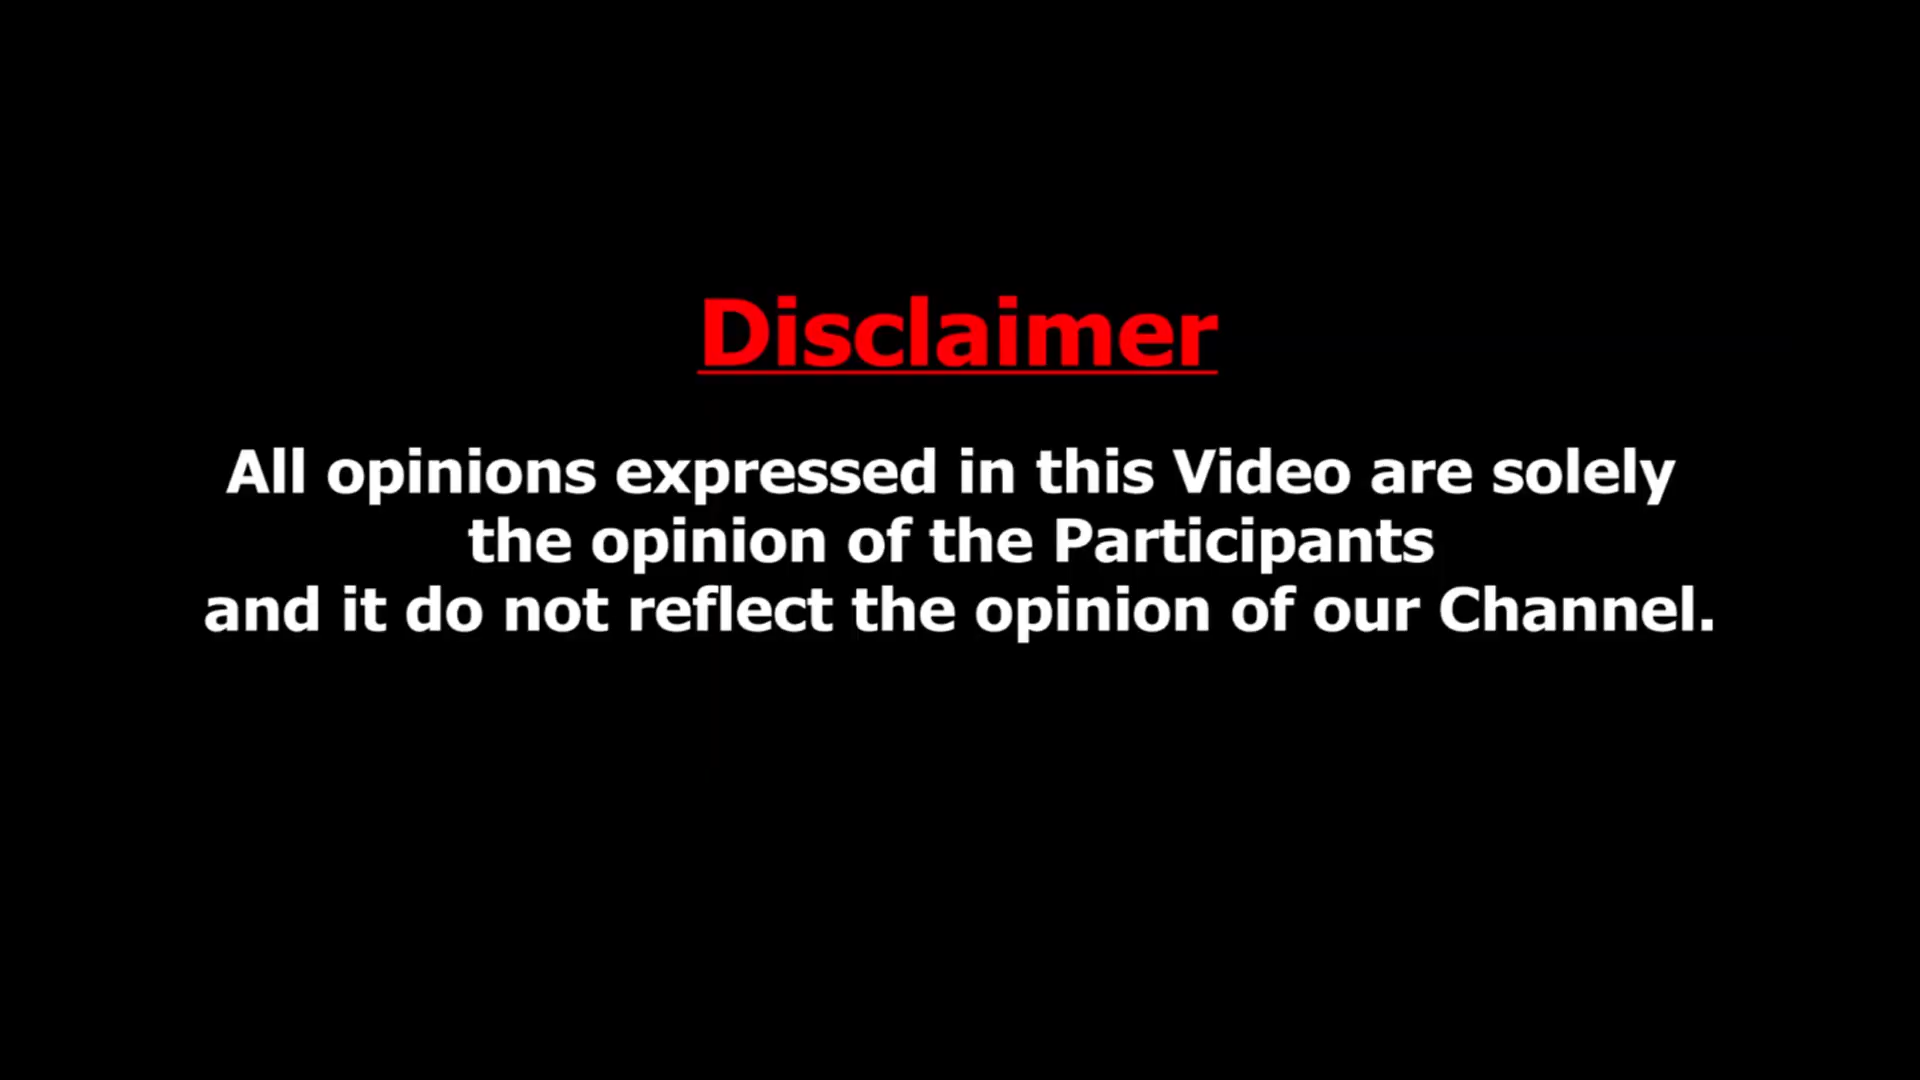 Disclaimer
All opinions expressed in this Video are solely
the opinion of the Participants
and it do not reflect the opinion of our Channel.